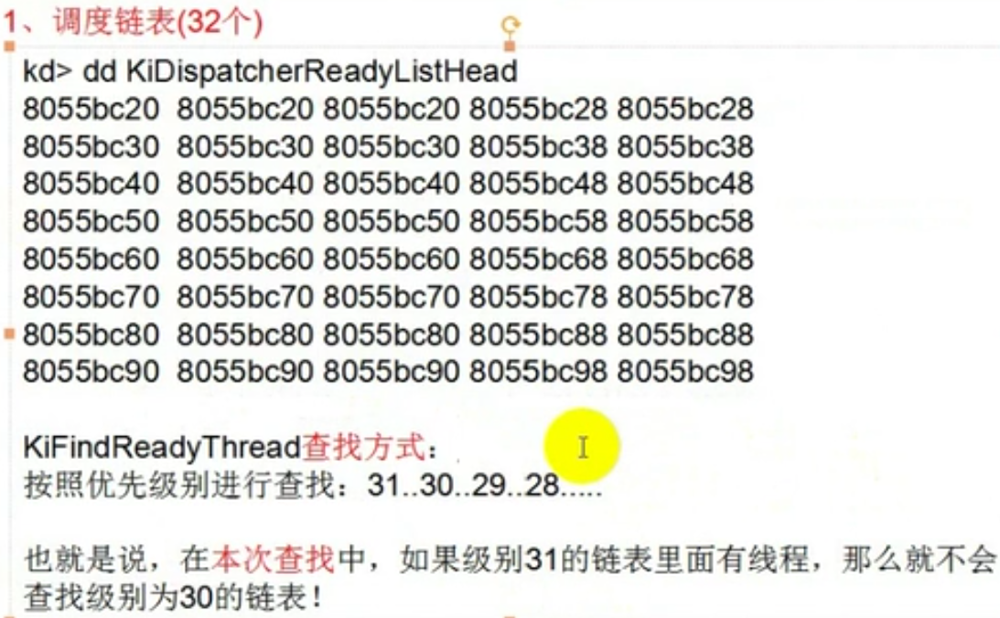 1、调度链表(32个)
kd> dd KiDispatcherReadyListHead
8055bc20  8055bc20 8055bc20 8055bc28 8055bc28
8055bc30  8055bc30 8055bc30 8055bc38 8055bc38
8055bc40  8055bc40 8055bc40 8055bc48 8055bc48
8055bc50  8055bc50 8055bc50 8055bc58 8055bc58
8055bc60  8055bc60 8055bc60 8055bc68 8055bc68
8055bc70  8055bc70 8055bc70 8055bc78 8055bc78
8055bc80  8055bc80 8055bc80 8055bc88 8055bc88
8055bc90  8055bc90 8055bc90 8055bc98 8055bc98
KiFindReadyThread查找方式：
按照优先级别进行查找：31..30..29..28.....
也就是说，在本次查找中，如果级别31的链表里面有线程，那么就不会
查找级别为30的链表！